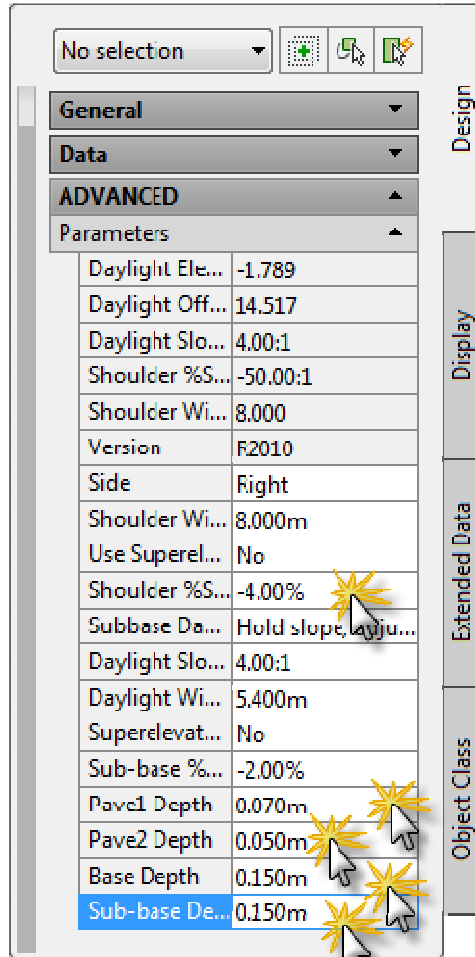 No selection
General
Data
ADVANCED
Parameters
Daylight Ele... -1.789
Daylight Off... 14.517
Daylight Slo... 4.00:1
Shoulder %S... -50.00:1
Shoulder Wi... 8.000
Version R2010
Side Right
Shoulder Wi... 8.000m
Use Superel... No
Shoulder %S... -4.00%
Subbase Da... Hold slope, adju...
Daylight Slo... 4.00:1
Daylight Wi... 5.400m
Superelevat... No
Sub-base %... -2.00%
Pave1 Depth 0.070m
Pave2 Depth 0.050m
Base Depth 0.150m
Sub-base De... 0.150m
Design
Display
Extended Data
Object Class